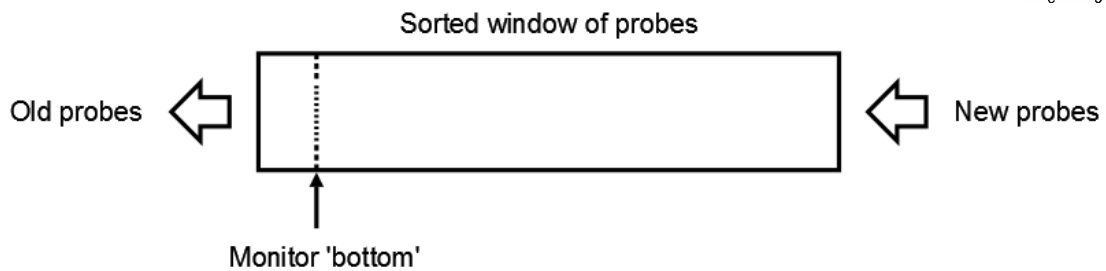 Sorted window of probes
Old probes
New probes
Monitor 'bottom'